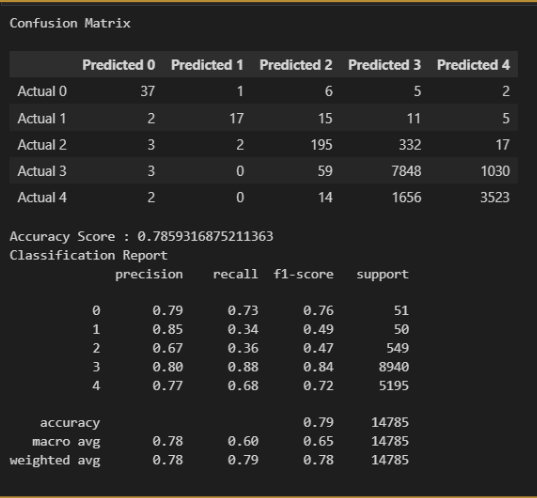 Confusion Matrix
Predicted 0 Predicted 1 Predicted 2 Predicted 3 Predicted 4
Actual 0 37 1 6 5 2
Actual 1 2 17 15 11 5
Actual 2 3 2 195 332 17
Actual 3 3 0 59 7848 1030
Actual 4 2 0 14 1656 3523
Accuracy Score : 0.7859316875211363
Classification Report
precision recall f1-score support
0 0.79 0.73 0.76 51
1 0.85 0.34 0.49 50
2 0.67 0.36 0.47 549
3 0.80 0.88 0.84 8940
4 0.77 0.68 0.72 5195
accuracy 0.79 14785
macro avg 0.78 0.60 0.65 14785
weighted avg 0.78 0.79 0.78 14785